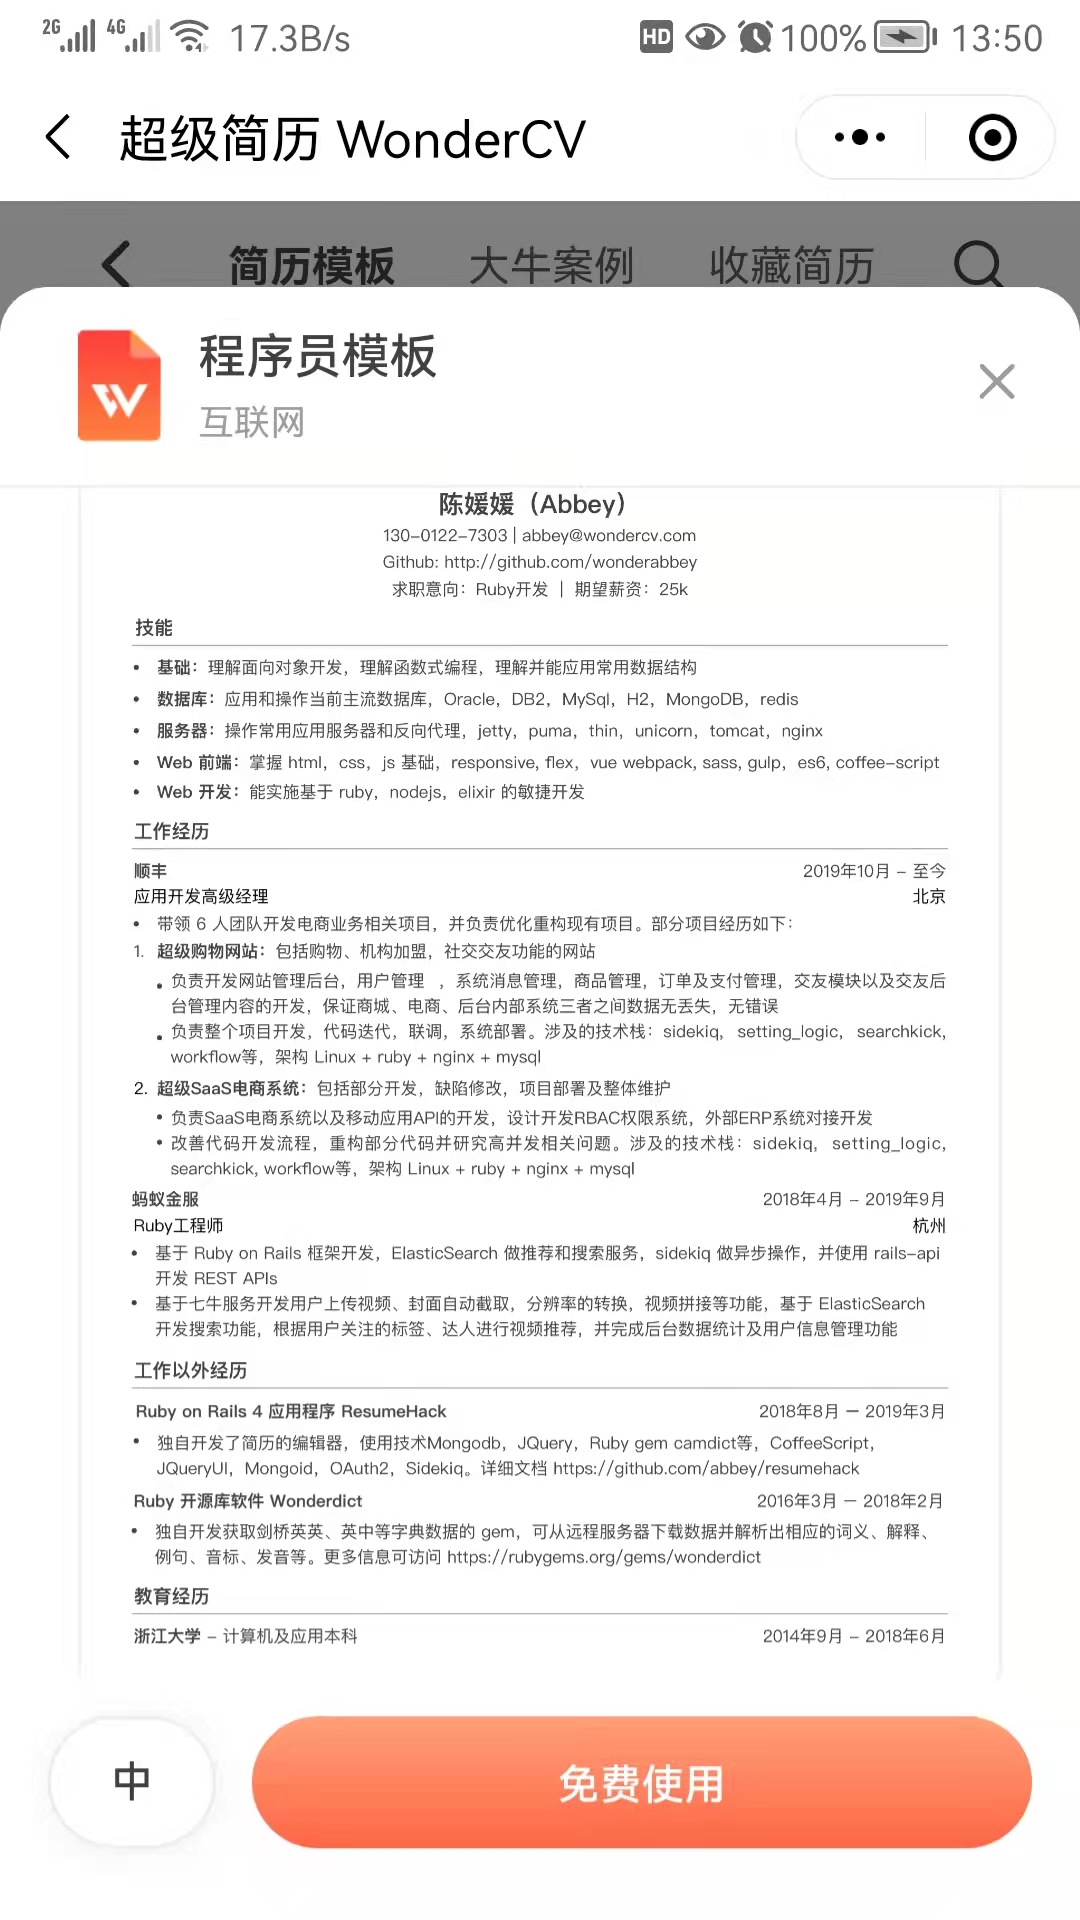 2G 4G 17.3B/s HD 100% 13:50
超级简历 WonderCV
简历模板 大牛案例 收藏简历
程序员模板
互联网
陈媛媛（Abbey）
130-0122-7303 | abbey@wondercv.com
Github: http://github.com/wonderabbey
求职意向：Ruby开发 | 期望薪资：25k
技能
• 基础：理解面向对象开发，理解函数式编程，理解并能应用常用数据结构
• 数据库：应用和操作当前主流数据库，Oracle，DB2，MySql，H2，MongoDB，redis
• 服务器：操作常用应用服务器和反向代理，jetty，puma，thin，unicorn，tomcat，nginx
• Web 前端：掌握 html，css，js 基础，responsive, flex，vue webpack, sass, gulp，es6, coffee-script
• Web 开发：能实施基于 ruby，nodejs，elixir 的敏捷开发
工作经历
顺丰 2019年10月 – 至今
应用开发高级经理 北京
• 带领 6 人团队开发电商业务相关项目，并负责优化重构现有项目。部分项目经历如下：
1. 超级购物网站：包括购物、机构加盟，社交交友功能的网站
• 负责开发网站管理后台，用户管理 ，系统消息管理，商品管理，订单及支付管理，交友模块以及交友后
台管理内容的开发，保证商城、电商、后台内部系统三者之间数据无丢失，无错误
• 负责整个项目开发，代码迭代，联调，系统部署。涉及的技术栈：sidekiq, setting_logic, searchkick,
workflow等，架构 Linux + ruby + nginx + mysql
2. 超级SaaS电商系统：包括部分开发，缺陷修改，项目部署及整体维护
• 负责SaaS电商系统以及移动应用API的开发，设计开发RBAC权限系统，外部ERP系统对接开发
• 改善代码开发流程，重构部分代码并研究高并发相关问题。涉及的技术栈：sidekiq, setting_logic,
searchkick, workflow等，架构 Linux + ruby + nginx + mysql
蚂蚁金服 2018年4月 – 2019年9月
Ruby工程师 杭州
• 基于 Ruby on Rails 框架开发，ElasticSearch 做推荐和搜索服务，sidekiq 做异步操作，并使用 rails-api
开发 REST APIs
• 基于七牛服务开发用户上传视频、封面自动截取，分辨率的转换，视频拼接等功能，基于 ElasticSearch
开发搜索功能，根据用户关注的标签、达人进行视频推荐，并完成后台数据统计及用户信息管理功能
工作以外经历
Ruby on Rails 4 应用程序 ResumeHack 2018年8月 — 2019年3月
• 独自开发了简历的编辑器，使用技术Mongodb，JQuery，Ruby gem camdict等，CoffeeScript，
JQueryUI，Mongoid，OAuth2，Sidekiq。详细文档 https://github.com/abbey/resumehack
Ruby 开源库软件 Wonderdict 2016年3月 — 2018年2月
• 独自开发获取剑桥英英、英中等字典数据的 gem，可从远程服务器下载数据并解析出相应的词义、解释、
例句、音标、发音等。更多信息可访问 https://rubygems.org/gems/wonderdict
教育经历
浙江大学 – 计算机及应用本科 2014年9月 – 2018年6月
中 免费使用